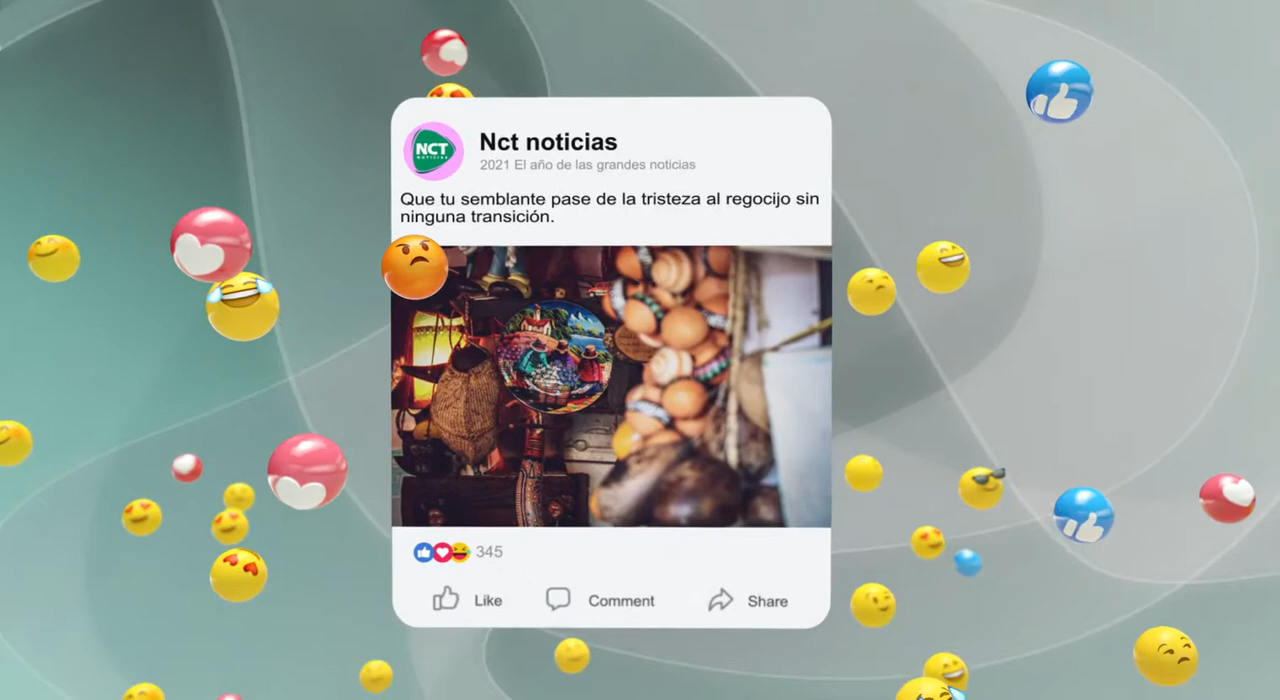 NCT
NOTICIAS
Nct noticias
2021 El año de las grandes noticias
Que tu semblante pase de la tristeza al regocijo sin
ninguna transición.
345
Like
Comment
Share